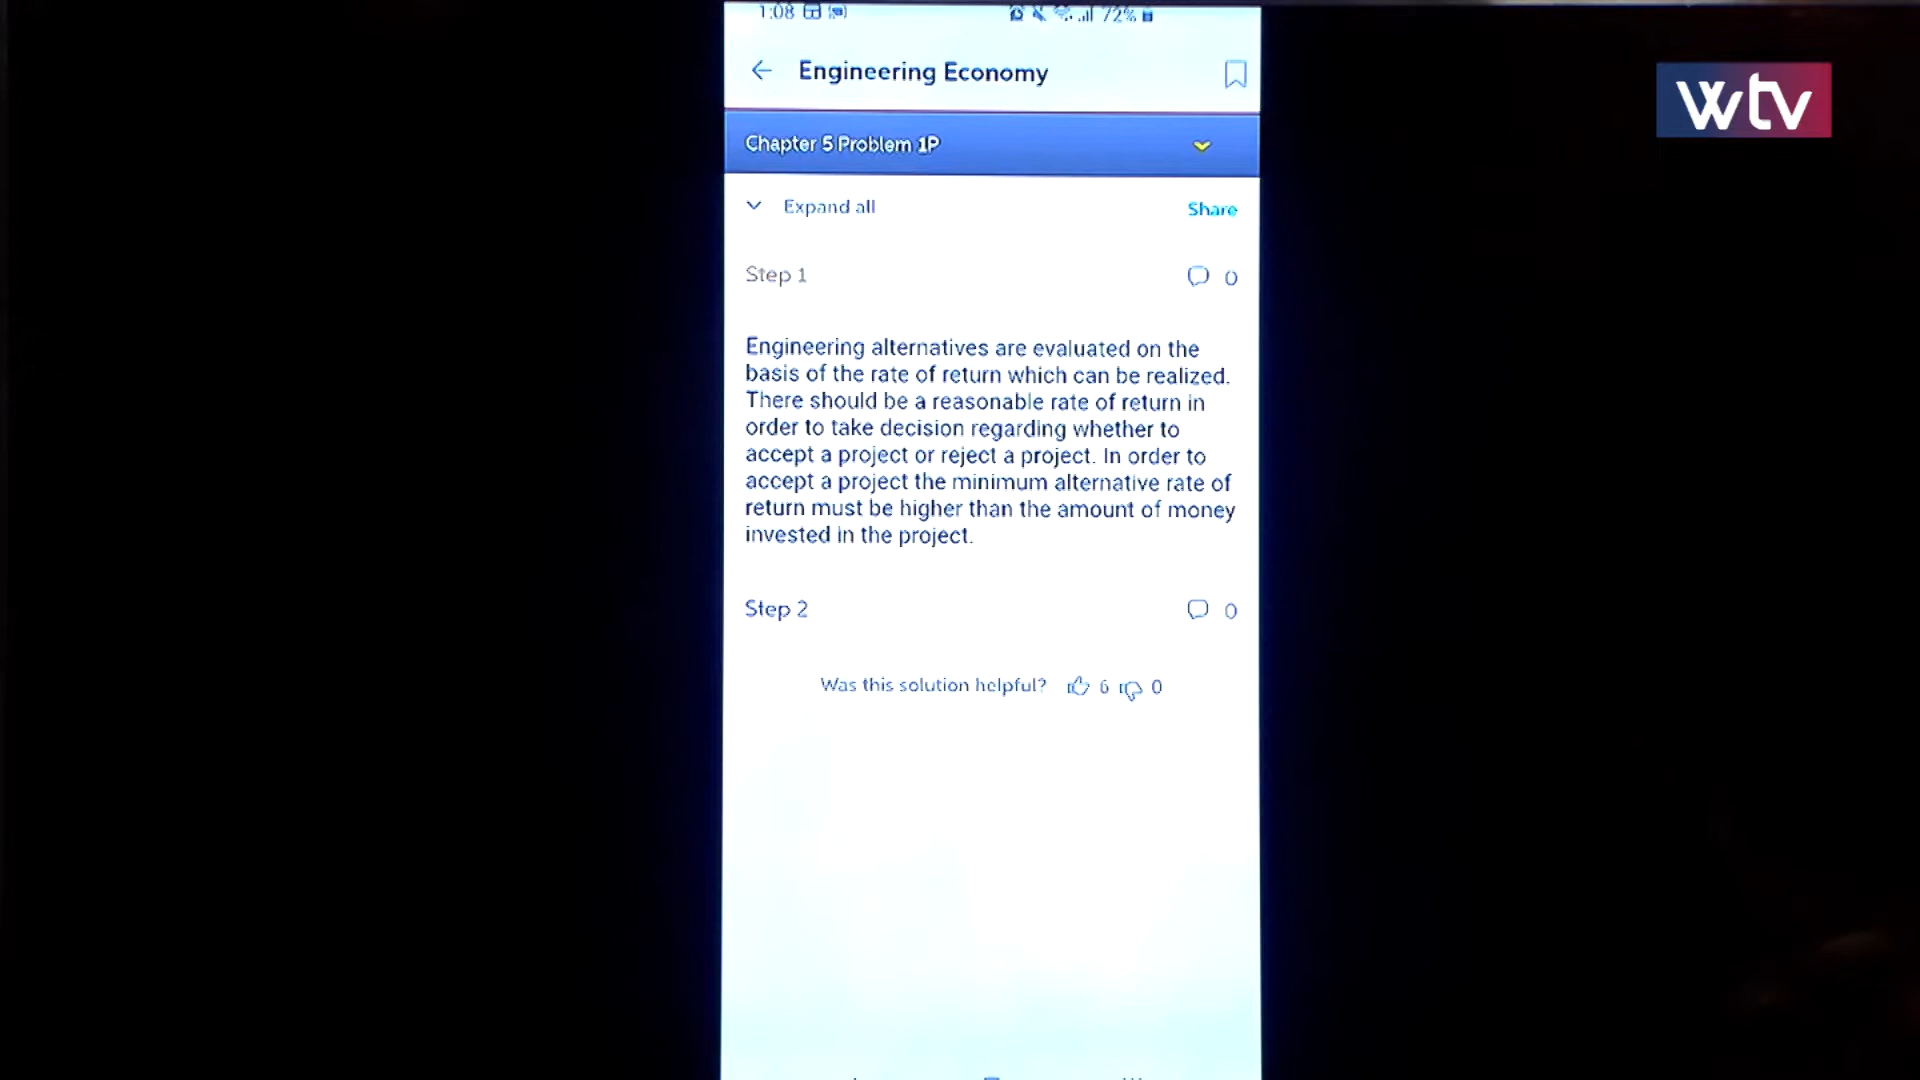 1:08 72%
Engineering Economy
wtv
Chapter 5 Problem 1P
Expand all Share
Step 1 0
Engineering alternatives are evaluated on the
basis of the rate of return which can be realized.
There should be a reasonable rate of return in
order to take decision regarding whether to
accept a project or reject a project. In order to
accept a project the minimum alternative rate of
return must be higher than the amount of money
invested in the project.
Step 2 0
Was this solution helpful? 6 0